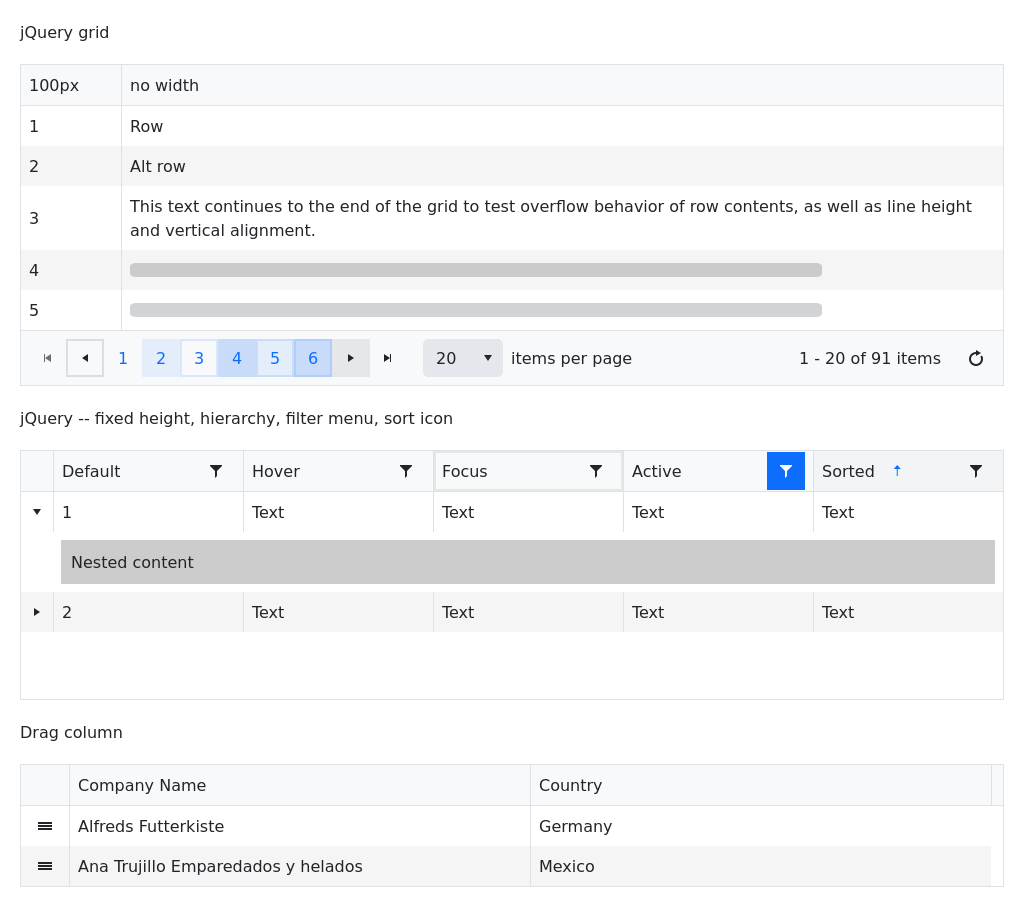 jQuery grid
100px no width
1 Row
2 Alt row
3 This text continues to the end of the grid to test overflow behavior of row contents, as well as line height
and vertical alignment.
4
5
1 2 3 4 5 6 20 items per page 1 - 20 of 91 items
jQuery -- fixed height, hierarchy, filter menu, sort icon
Default Hover Focus Active Sorted
1 Text Text Text Text
Nested content
2 Text Text Text Text
Drag column
Company Name Country
Alfreds Futterkiste Germany
Ana Trujillo Emparedados y helados Mexico